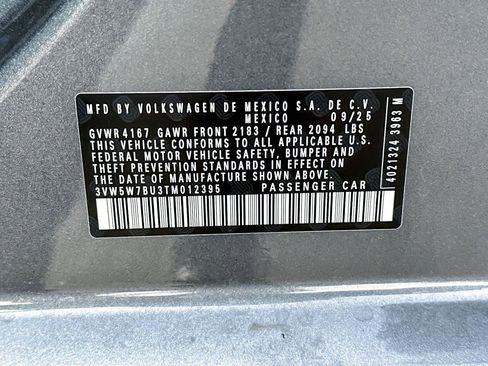 MFD BY VOLKSWAGEN DE MEXICO S.A. DE C.V.
MEXICO 09/25
GVWR 4167 GAWR FRONT 2183 / REAR 2094 LBS
THIS VEHICLE CONFORMS TO ALL APPLICABLE
FEDERAL MOTOR VEHICLE SAFETY, BUMPER AND
THEFT PREVENTION STANDARDS IN EFFECT ON
THE DATE OF MANUFACTURE SHOWN ABOVE.
3VW5W7BU3TM012395 PASSENGER CAR
4021324 3963 M